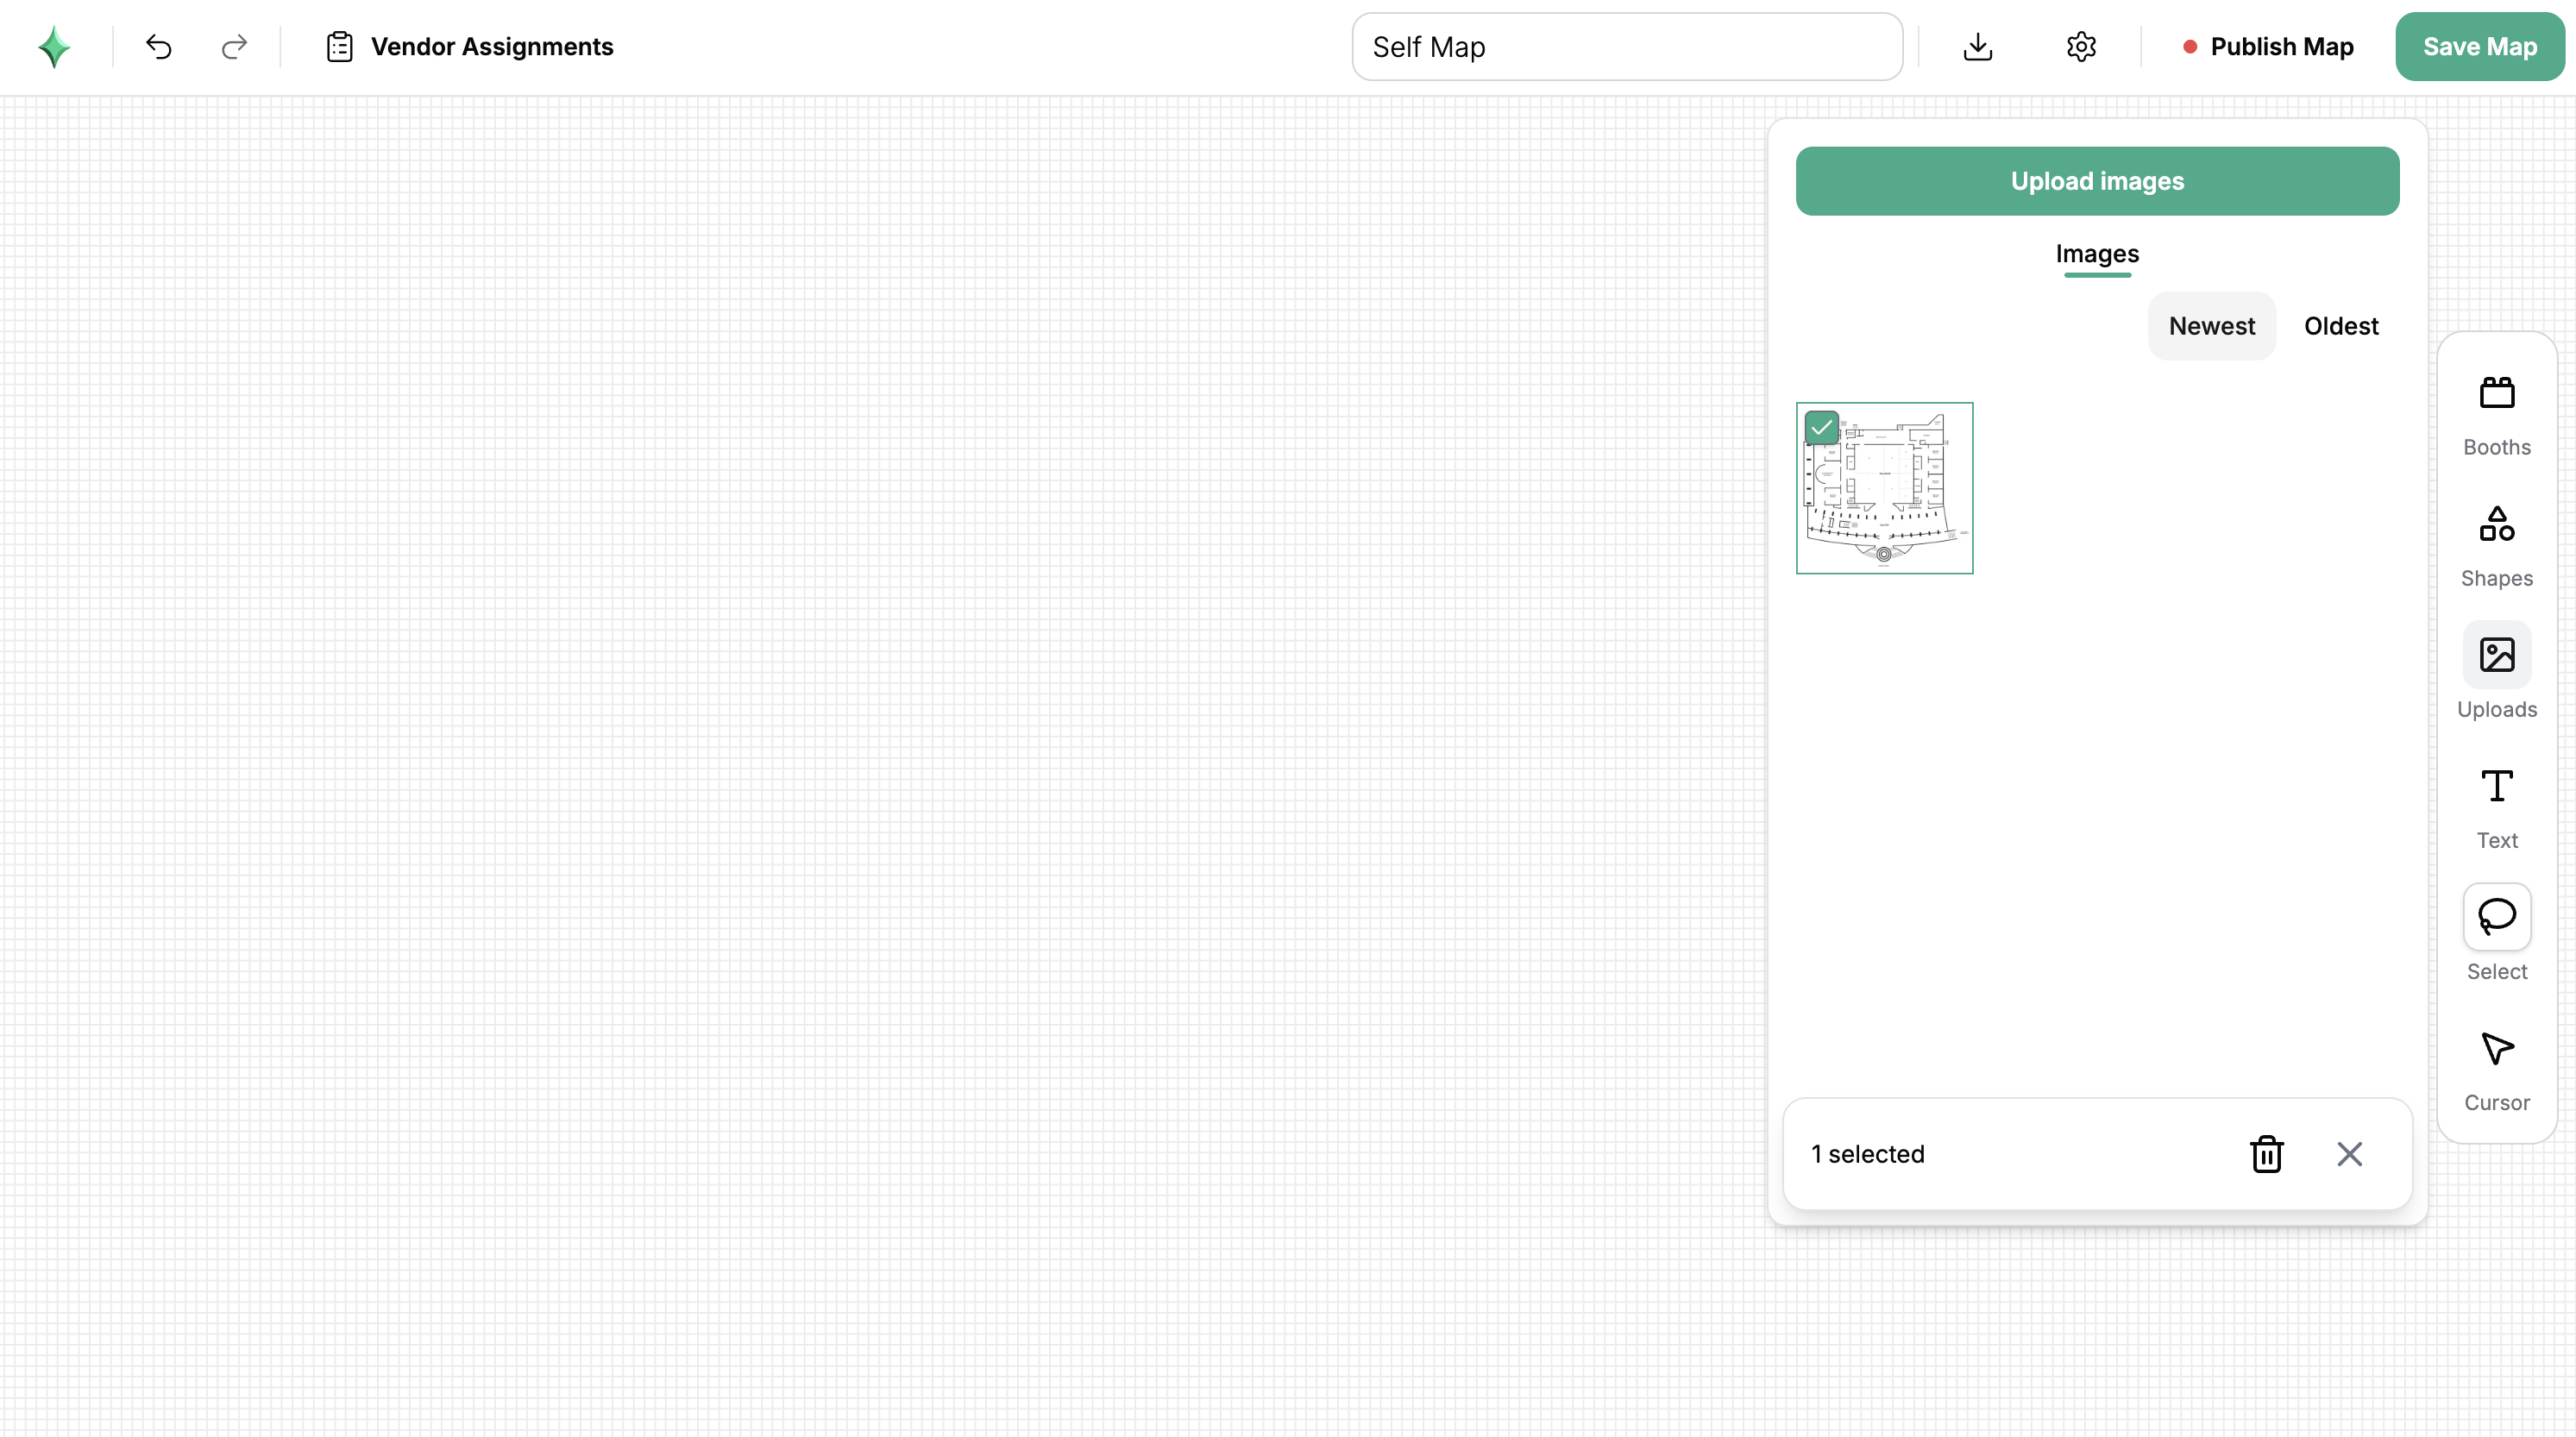 Vendor Assignments
Self Map
Publish Map
Save Map
Upload images
Images
Newest
Oldest
Booths
Shapes
Uploads
Text
Select
Cursor
1 selected